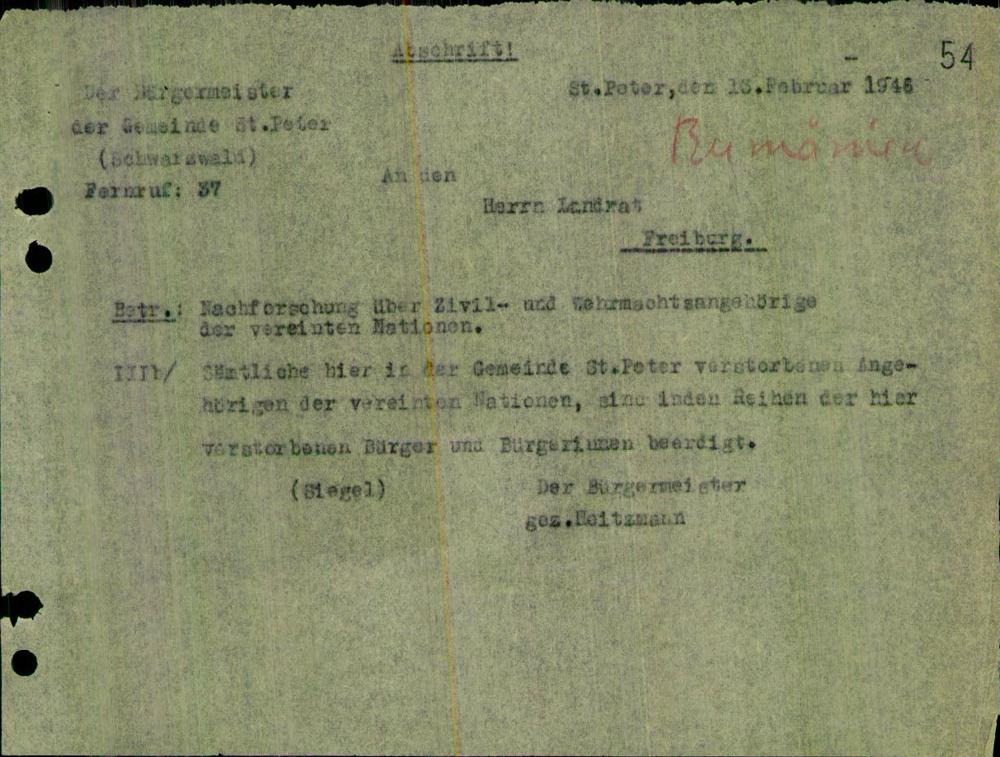 54
Abschrift!
Der Bürgermeister
der Gemeinde St.Peter
(Schwarzwald)
Fernruf: 37
St.Peter,den 13.Februar 1946
Rumänien
An den
Herrn Landrat
Freiburg.
Betr.: Nachforschung über Zivil- und Wehrmachtsangehörige
der vereinten Nationen.
IIIb/ Sämtliche hier in der Gemeinde St.Peter verstorbenen Ange-
hörigen der vereinten Nationen, sind inden Reihen der hier
verstorbenen Bürger und Bürgerinnen beerdigt.
(Siegel)
Der Bürgermeister
gez.Heitzmann